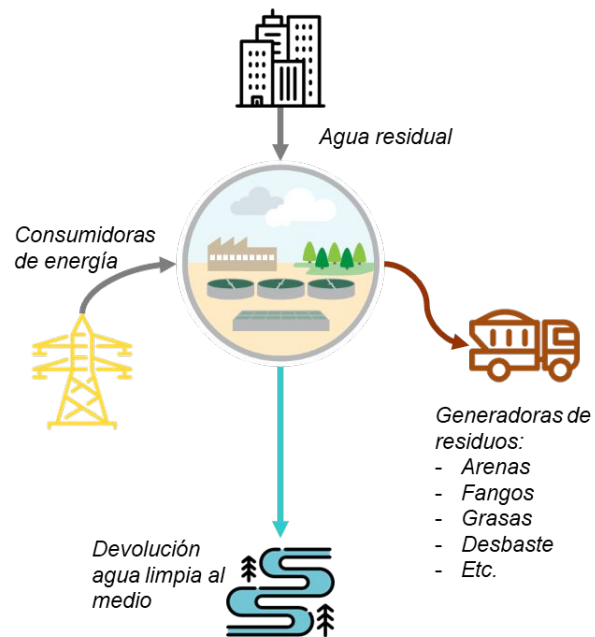 Agua residual
Consumidoras
de energía
Generadoras de
residuos:
- Arenas
- Fangos
- Grasas
- Desbaste
- Etc.
Devolución
agua limpia al
medio